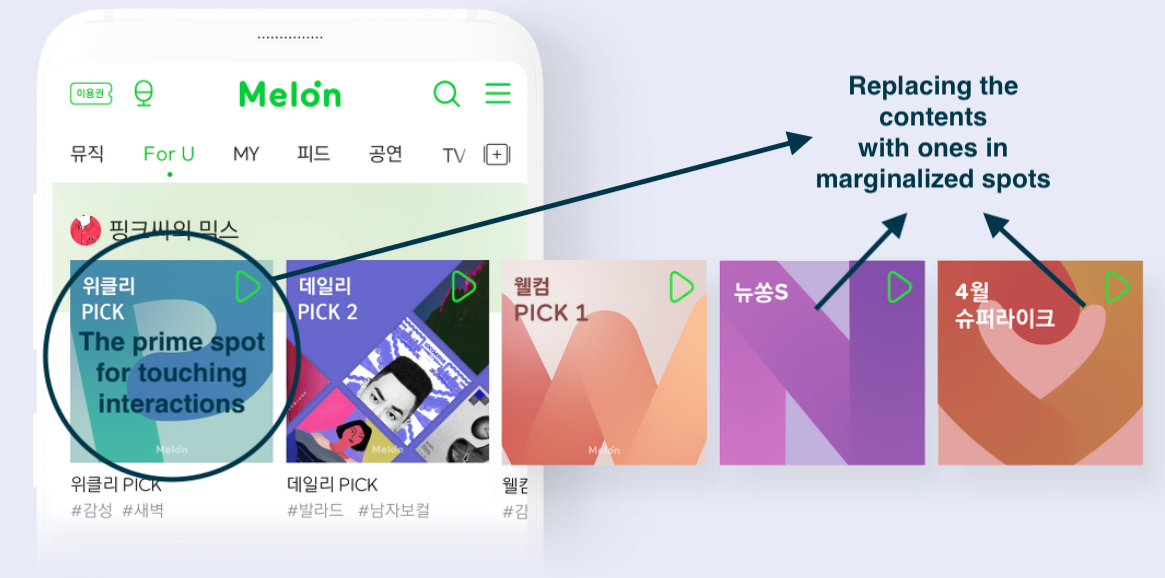 이용권
Melon
뮤직 For U MY 피드 공연 TV
핑크씨의 믹스
위클리
PICK
The prime spot
for touching
interactions
Melon
데일리
PICK 2
Melon
웰컴
PICK 1
Melon
뉴쏭S
4월
슈퍼라이크
위클리 PICK
#감성 #새벽
데일리 PICK
#발라드 #남자보컬
웰컴
#감
Replacing the
contents
with ones in
marginalized spots